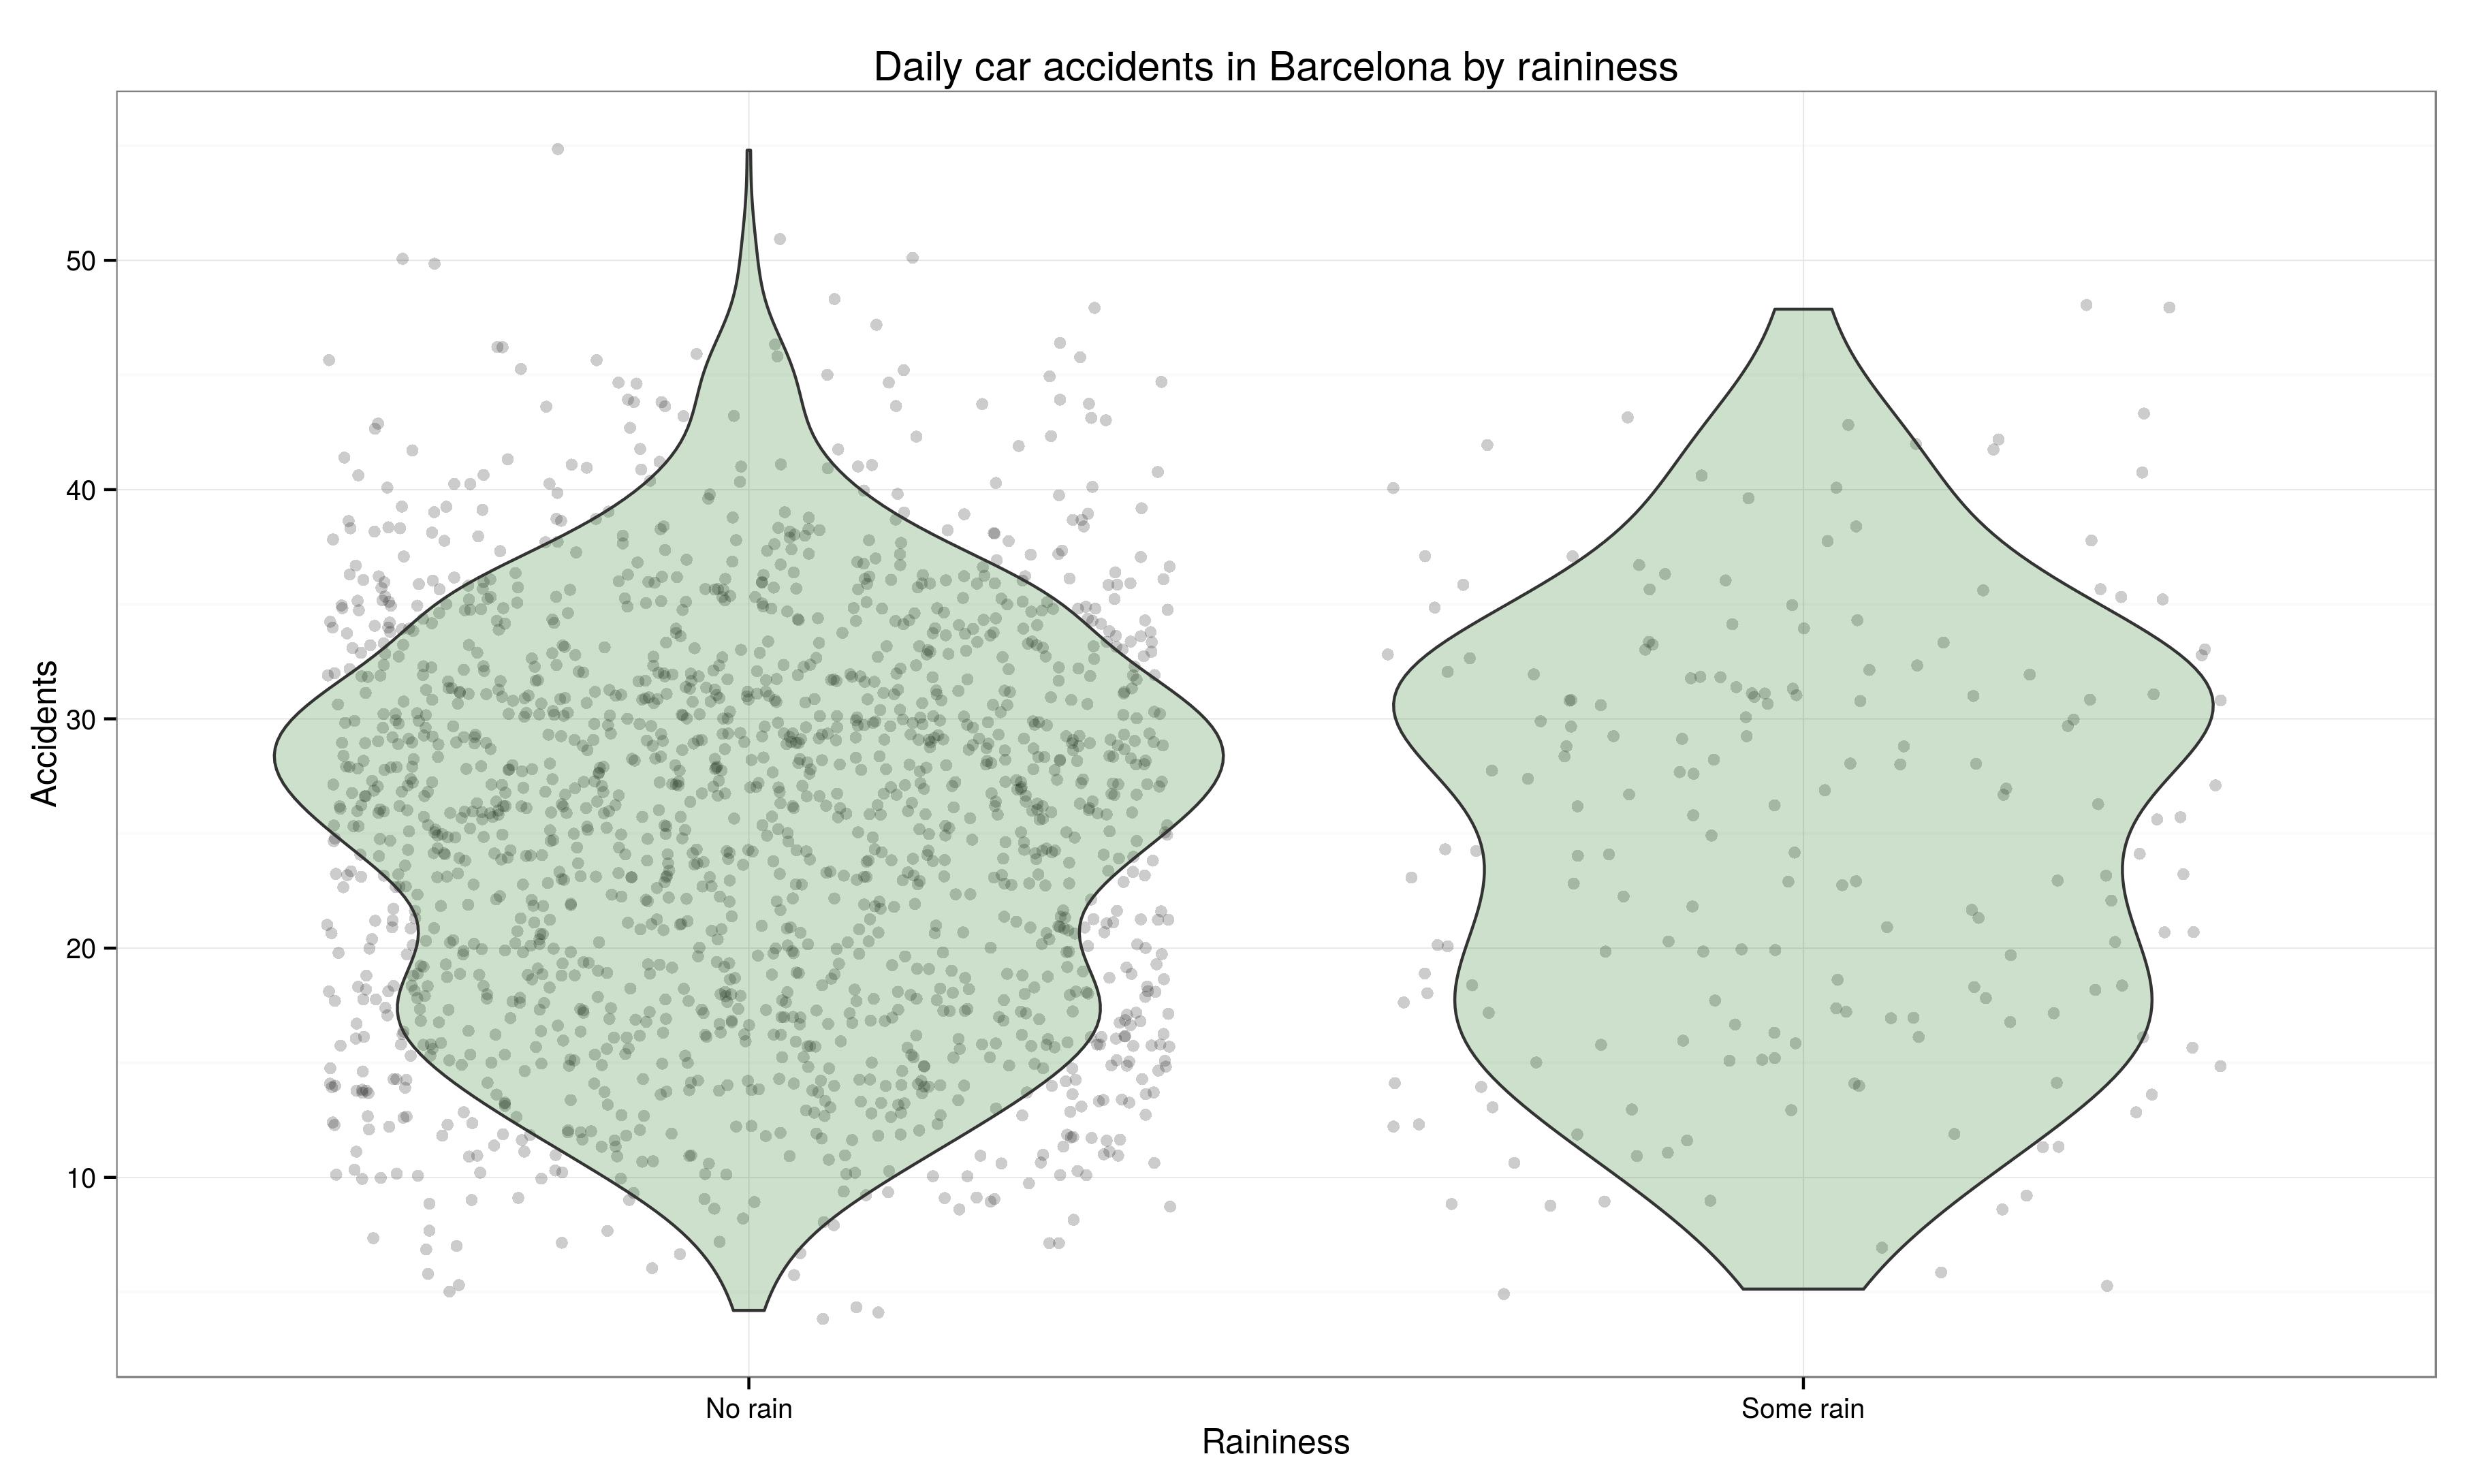 Daily car accidents in Barcelona by raininess
Accidents
50
40
30
20
10
No rain
Some rain
Raininess